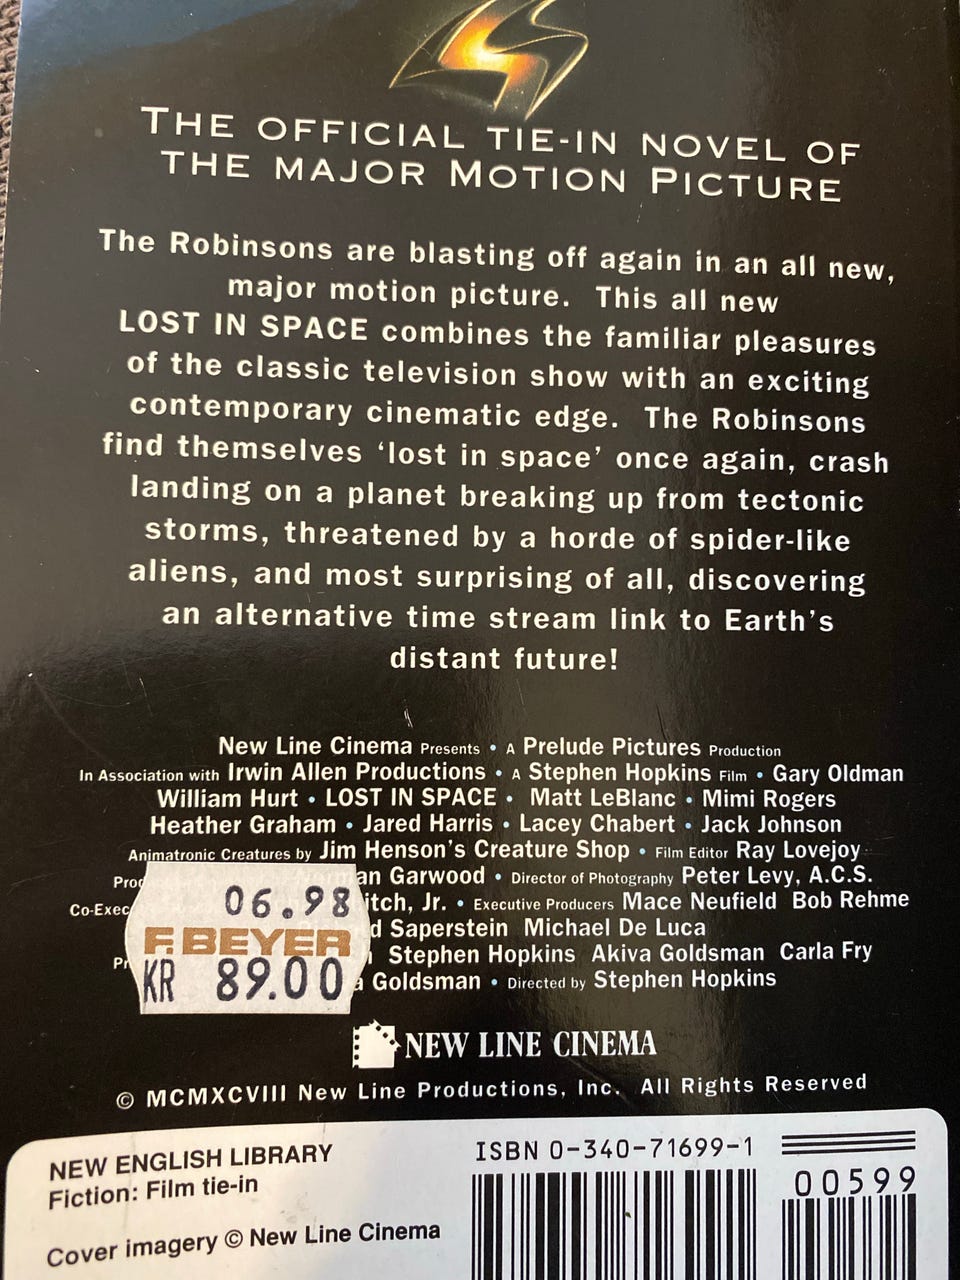 THE OFFICIAL TIE-IN NOVEL OF
THE MAJOR MOTION PICTURE
The Robinsons are blasting off again in an all new,
major motion picture. This all new
LOST IN SPACE combines the familiar pleasures
of the classic television show with an exciting
contemporary cinematic edge. The Robinsons
find themselves ‘lost in space’ once again, crash
landing on a planet breaking up from tectonic
storms, threatened by a horde of spider-like
aliens, and most surprising of all, discovering
an alternative time stream link to Earth’s
distant future!
New Line Cinema Presents • A Prelude Pictures Production
In Association with Irwin Allen Productions • A Stephen Hopkins Film • Gary Oldman
William Hurt • LOST IN SPACE • Matt LeBlanc • Mimi Rogers
Heather Graham • Jared Harris • Lacey Chabert • Jack Johnson
Animatronic Creatures by Jim Henson's Creature Shop • Film Editor Ray Lovejoy
Garwood • Director of Photography Peter Levy, A.C.S.
Jr. • Executive Producers Mace Neufield Bob Rehme
Saperstein Michael De Luca
Stephen Hopkins Akiva Goldsman Carla Fry
Goldsman • Directed by Stephen Hopkins
06.98
F. BEYER
KR 89.00
NEW LINE CINEMA
© MCMXCVIII New Line Productions, Inc. All Rights Reserved
NEW ENGLISH LIBRARY
Fiction: Film tie-in
Cover imagery © New Line Cinema
ISBN 0-340-71699-1
00599